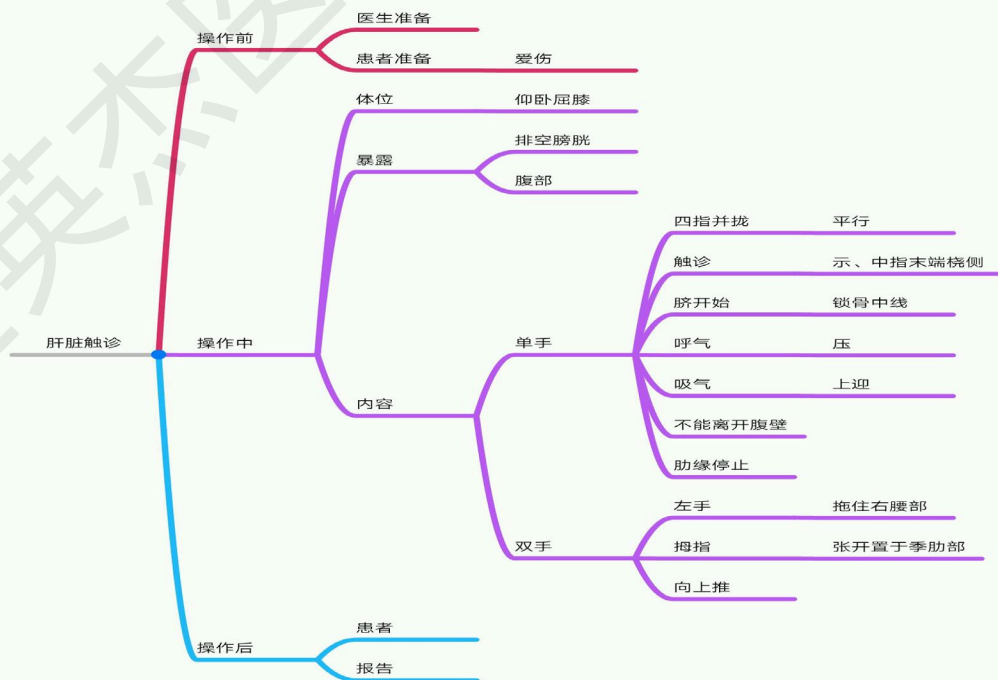 医生准备
操作前
患者准备 爱伤
体位 仰卧屈膝
排空膀胱
暴露
腹部
四指并拢 平行
触诊 示、中指末端桡侧
脐开始 锁骨中线
肝脏触诊 操作中 单手 呼气 压
吸气 上迎
内容
不能离开腹壁
肋缘停止
左手 拖住右腰部
双手 拇指 张开置于季肋部
向上推
患者
操作后
报告
英杰医